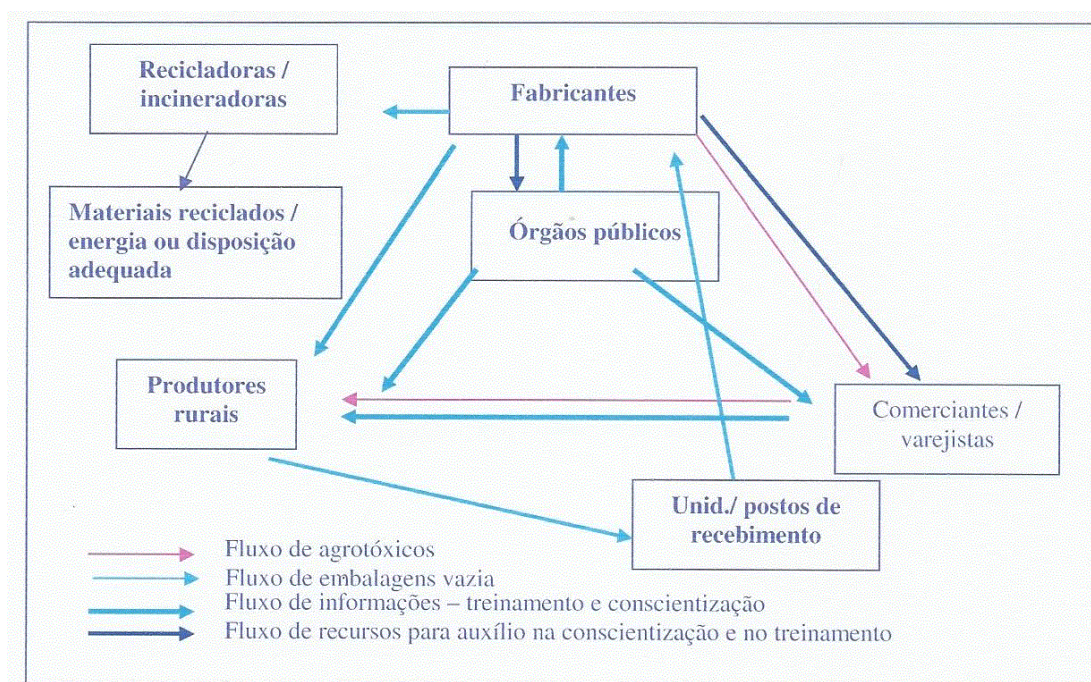 Recicladoras /
incineradoras
Fabricantes
Materiais reciclados /
energia ou disposição
adequada
Órgãos públicos
Produtores
rurais
Comerciantes /
varejistas
Unid./ postos de
recebimento
Fluxo de agrotóxicos
Fluxo de embalagens vazia
Fluxo de informações – treinamento e conscientização
Fluxo de recursos para auxílio na conscientização e no treinamento